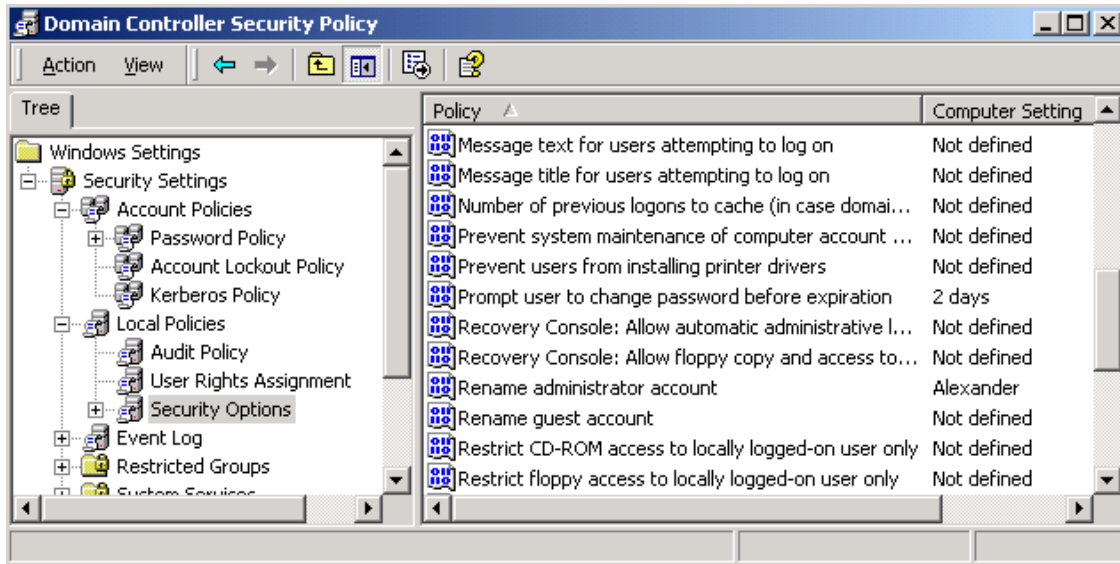 Domain Controller Security Policy
Action View
Tree
Windows Settings
Security Settings
Account Policies
Password Policy
Account Lockout Policy
Kerberos Policy
Local Policies
Audit Policy
User Rights Assignment
Security Options
Event Log
Restricted Groups
System Services
Policy Computer Setting
Message text for users attempting to log on Not defined
Message title for users attempting to log on Not defined
Number of previous logons to cache (in case domai... Not defined
Prevent system maintenance of computer account ... Not defined
Prevent users from installing printer drivers Not defined
Prompt user to change password before expiration 2 days
Recovery Console: Allow automatic administrative l... Not defined
Recovery Console: Allow floppy copy and access to... Not defined
Rename administrator account Alexander
Rename guest account Not defined
Restrict CD-ROM access to locally logged-on user only Not defined
Restrict floppy access to locally logged-on user only Not defined